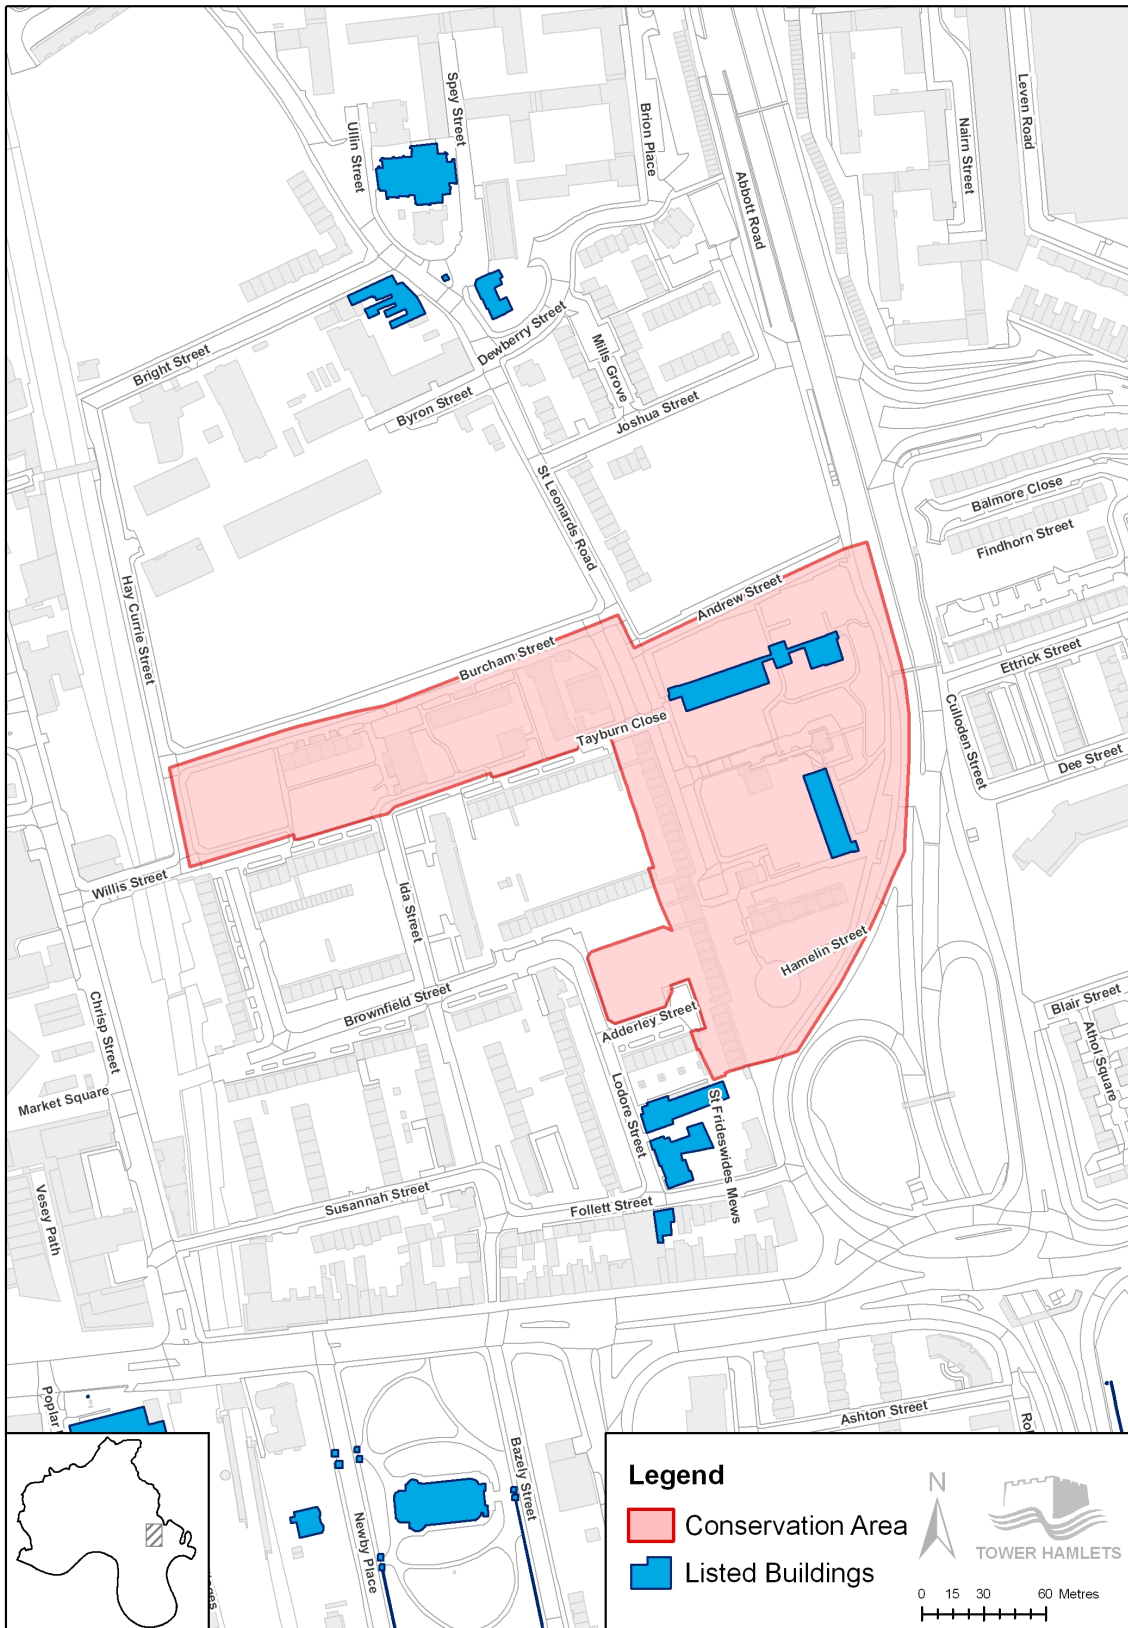 Spey Street
Ullin Street
Brion Place
Abbott Road
Nairn Street
Leven Road
Bright Street
Dewberry Street
Mills Grove
Byron Street
Joshua Street
St Leonards Road
Balmore Close
Findhorn Street
Hay Currie Street
Andrew Street
Burcham Street
Ettrick Street
Tayburn Close
Culloden Street
Dee Street
Willis Street
Ida Street
Hamelin Street
Brownfield Street
Chrisp Street
Adderley Street
Blair Street
Athol Square
Market Square
Lodore Street
St Frideswides Mews
Susannah Street
Follett Street
Vesey Path
Poplar
Ashton Street
Bazely Street
Newby Place
Legend
Conservation Area
Listed Buildings
N
TOWER HAMLETS
0 15 30 60 Metres